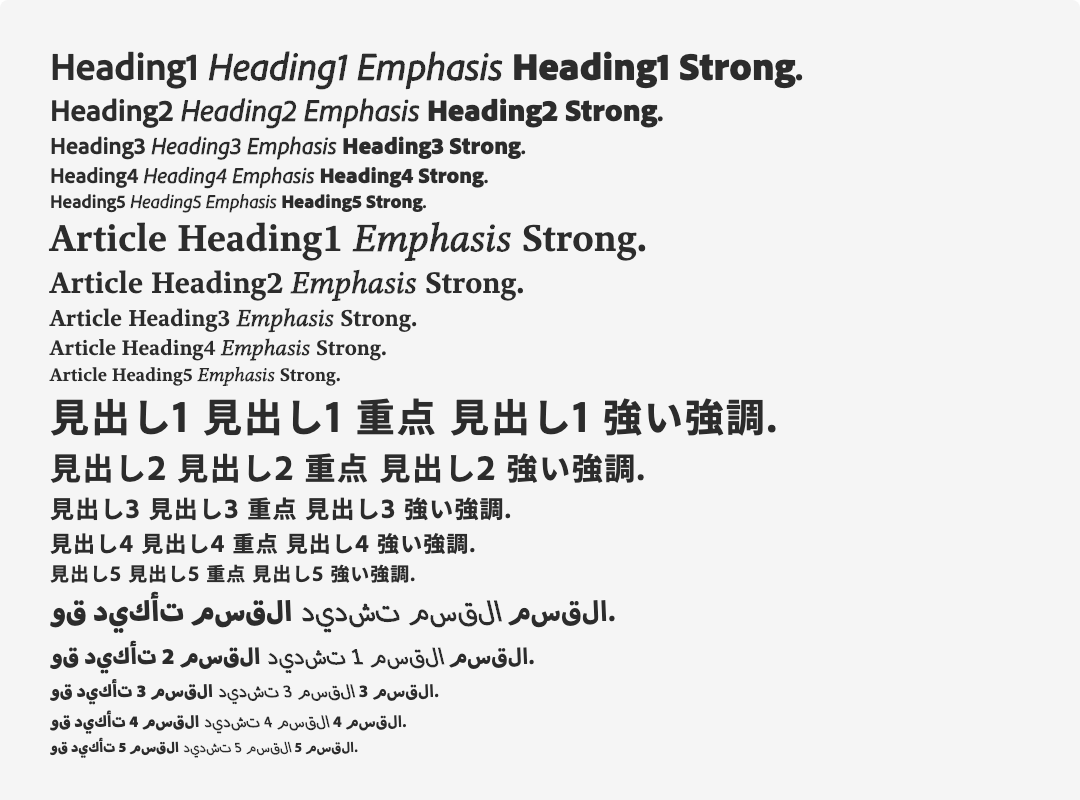 Heading1 Heading1 Emphasis Heading1 Strong.
Heading2 Heading2 Emphasis Heading2 Strong.
Heading3 Heading3 Emphasis Heading3 Strong.
Heading4 Heading4 Emphasis Heading4 Strong.
Heading5 Heading5 Emphasis Heading5 Strong.
Article Heading1 Emphasis Strong.
Article Heading2 Emphasis Strong.
Article Heading3 Emphasis Strong.
Article Heading4 Emphasis Strong.
Article Heading5 Emphasis Strong.
見出し1 見出し1 重点 見出し1 強い強調.
見出し2 見出し2 重点 見出し2 強い強調.
見出し3 見出し3 重点 見出し3 強い強調.
見出し4 見出し4 重点 見出し4 強い強調.
見出し5 見出し5 重点 見出し5 強い強調.
القسم القسم تشديد القسم تأكيد قو.
القسم القسم 1 تشديد القسم 2 تأكيد قو.
القسم 3 القسم 3 تشديد القسم 3 تأكيد قو.
القسم 4 القسم 4 تشديد القسم 4 تأكيد قو.
القسم 5 القسم 5 تشديد القسم 5 تأكيد قو.